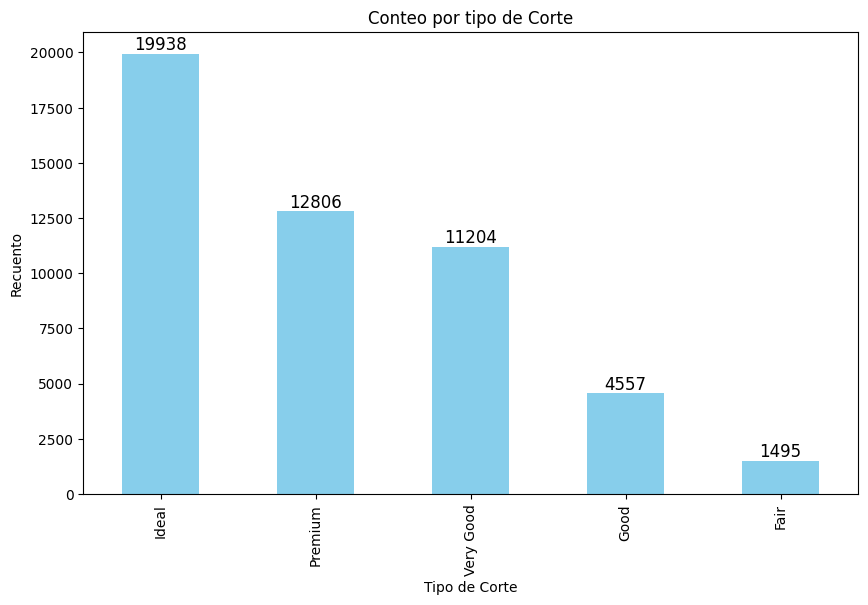 Conteo por tipo de Corte
20000
17500
15000
12500
10000
7500
5000
2500
0
Recuento
19938
12806
11204
4557
1495
Ideal
Premium
Very Good
Good
Fair
Tipo de Corte